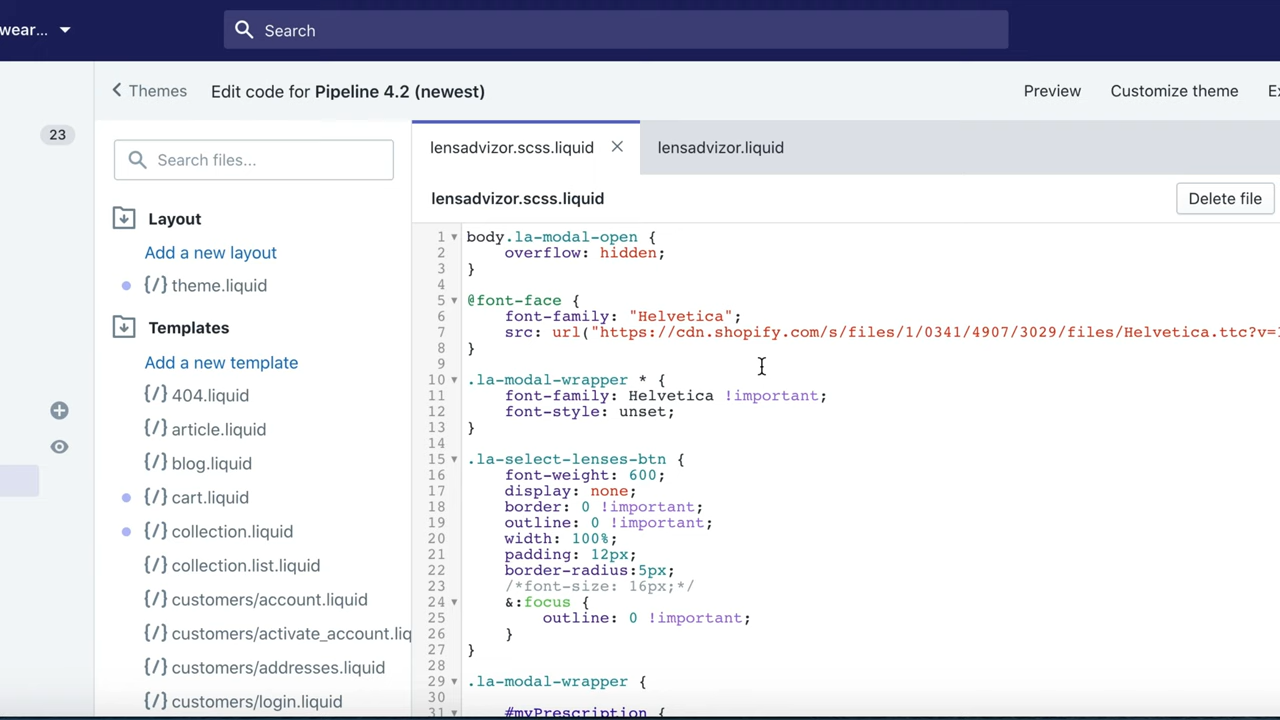 wear...
Search
Themes
Edit code for Pipeline 4.2 (newest)
Preview
Customize theme
23
Search files...
Layout
Add a new layout
{/} theme.liquid
Templates
Add a new template
{/} 404.liquid
{/} article.liquid
{/} blog.liquid
{/} cart.liquid
{/} collection.liquid
{/} collection.list.liquid
{/} customers/account.liquid
{/} customers/activate_account.liq
{/} customers/addresses.liquid
{/} customers/login.liquid
lensadvizor.scss.liquid
lensadvizor.liquid
lensadvizor.scss.liquid
Delete file
1 body.la-modal-open {
2 overflow: hidden;
3 }
4
5 @font-face {
6 font-family: "Helvetica";
7 src: url("https://cdn.shopify.com/s/files/1/0341/4907/3029/files/Helvetica.ttc?v=
8 }
9
10 .la-modal-wrapper * {
11 font-family: Helvetica !important;
12 font-style: unset;
13 }
14
15 .la-select-lenses-btn {
16 font-weight: 600;
17 display: none;
18 border: 0 !important;
19 outline: 0 !important;
20 width: 100%;
21 padding: 12px;
22 border-radius:5px;
23 /*font-size: 16px;*/
24 &:focus {
25 outline: 0 !important;
26 }
27 }
28
29 .la-modal-wrapper {
30
31 #myPrescription {